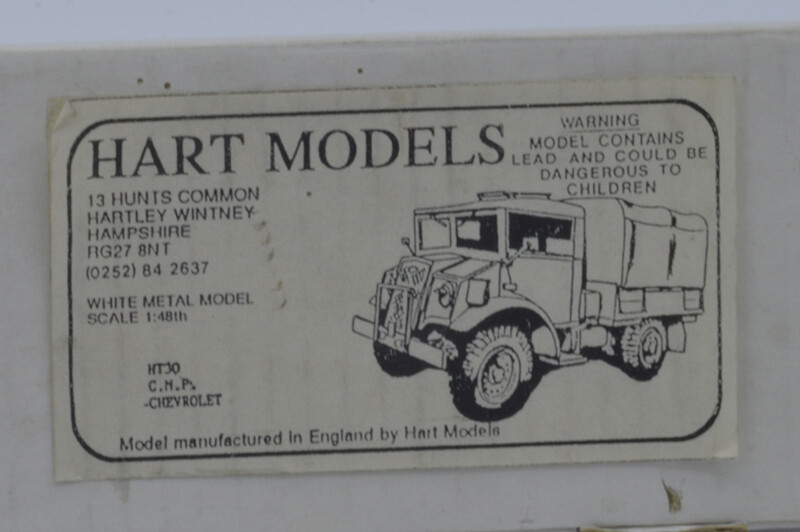 HART MODELS
13 HUNTS COMMON
HARTLEY WINTNEY
HAMPSHIRE
RG27 8NT
(0252) 84 2637
WHITE METAL MODEL
SCALE 1:48th
WARNING
MODEL CONTAINS
LEAD AND COULD BE
DANGEROUS TO
CHILDREN
HT30
C.M.P.
-CHEVROLET
Model manufactured in England by Hart Models